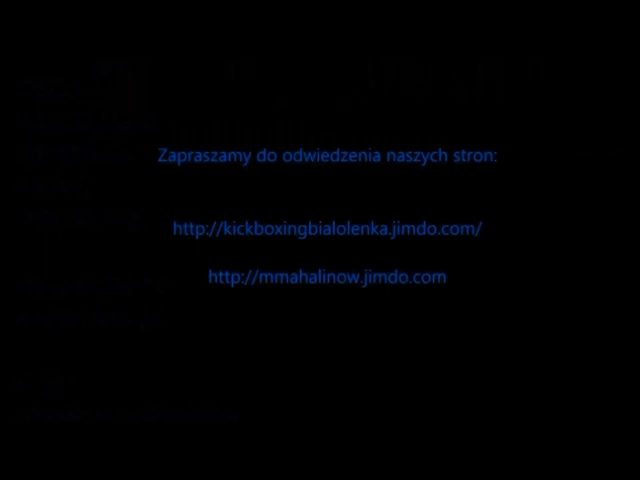 Zapraszamy do odwiedzenia naszych stron:
http://kickboxingbialolenka.jimdo.com/
http://mmahalinow.jimdo.com